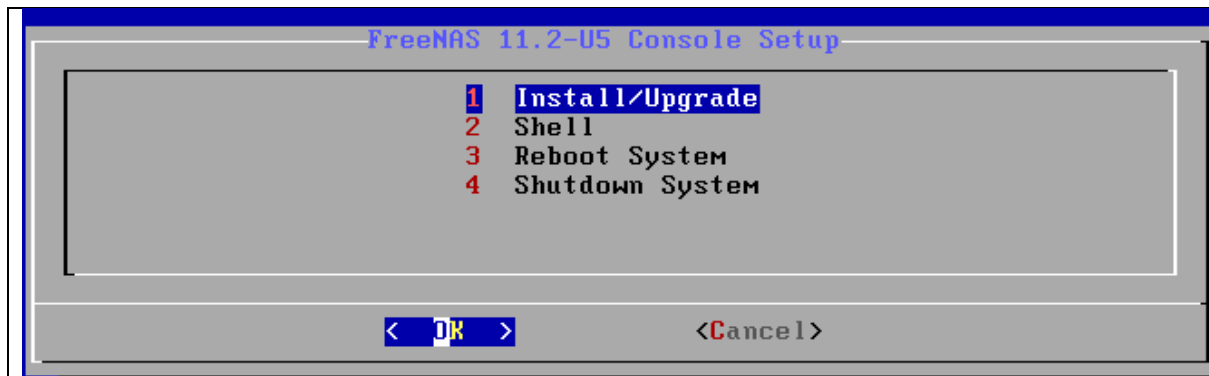 FreeNAS 11.2-U5 Console Setup
1 Install/Upgrade
2 Shell
3 Reboot System
4 Shutdown System
< OK > <Cancel>